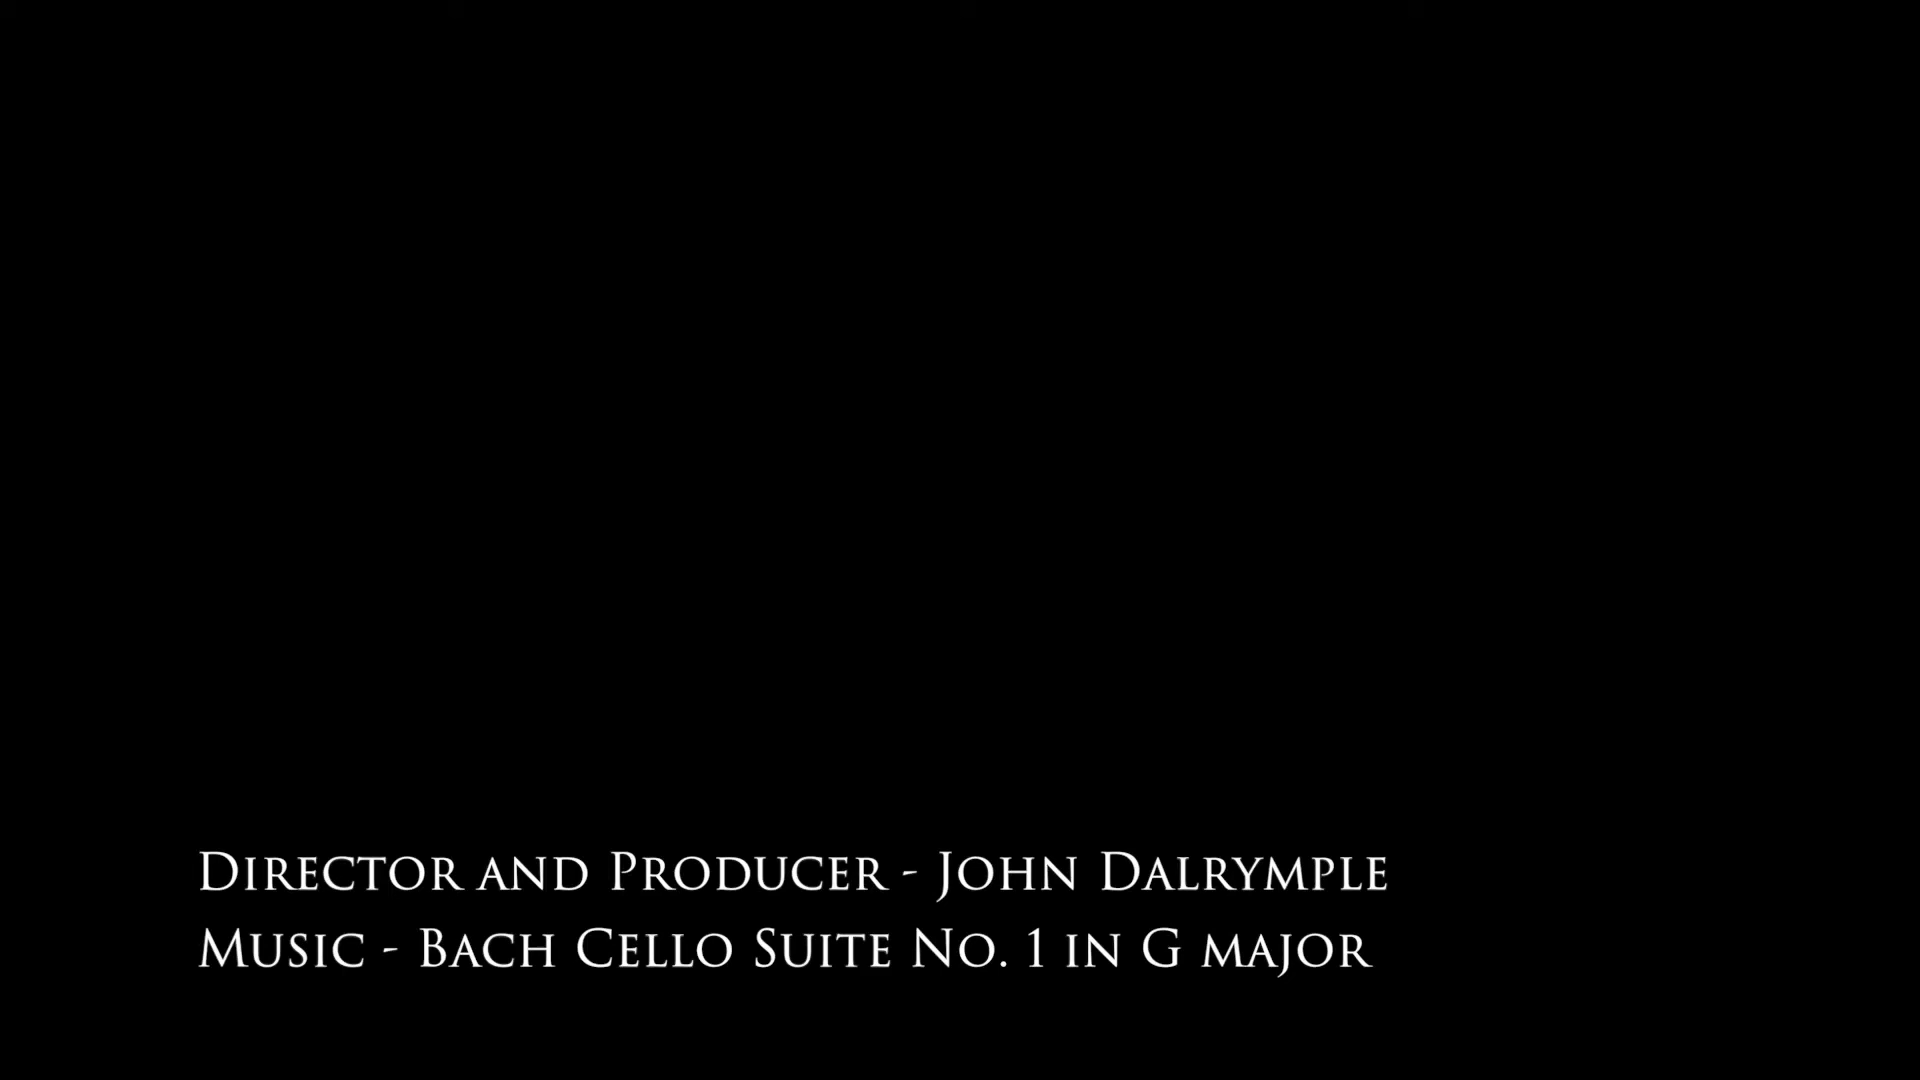 Director and Producer - John Dalrymple
Music - Bach Cello Suite No. 1 in G major